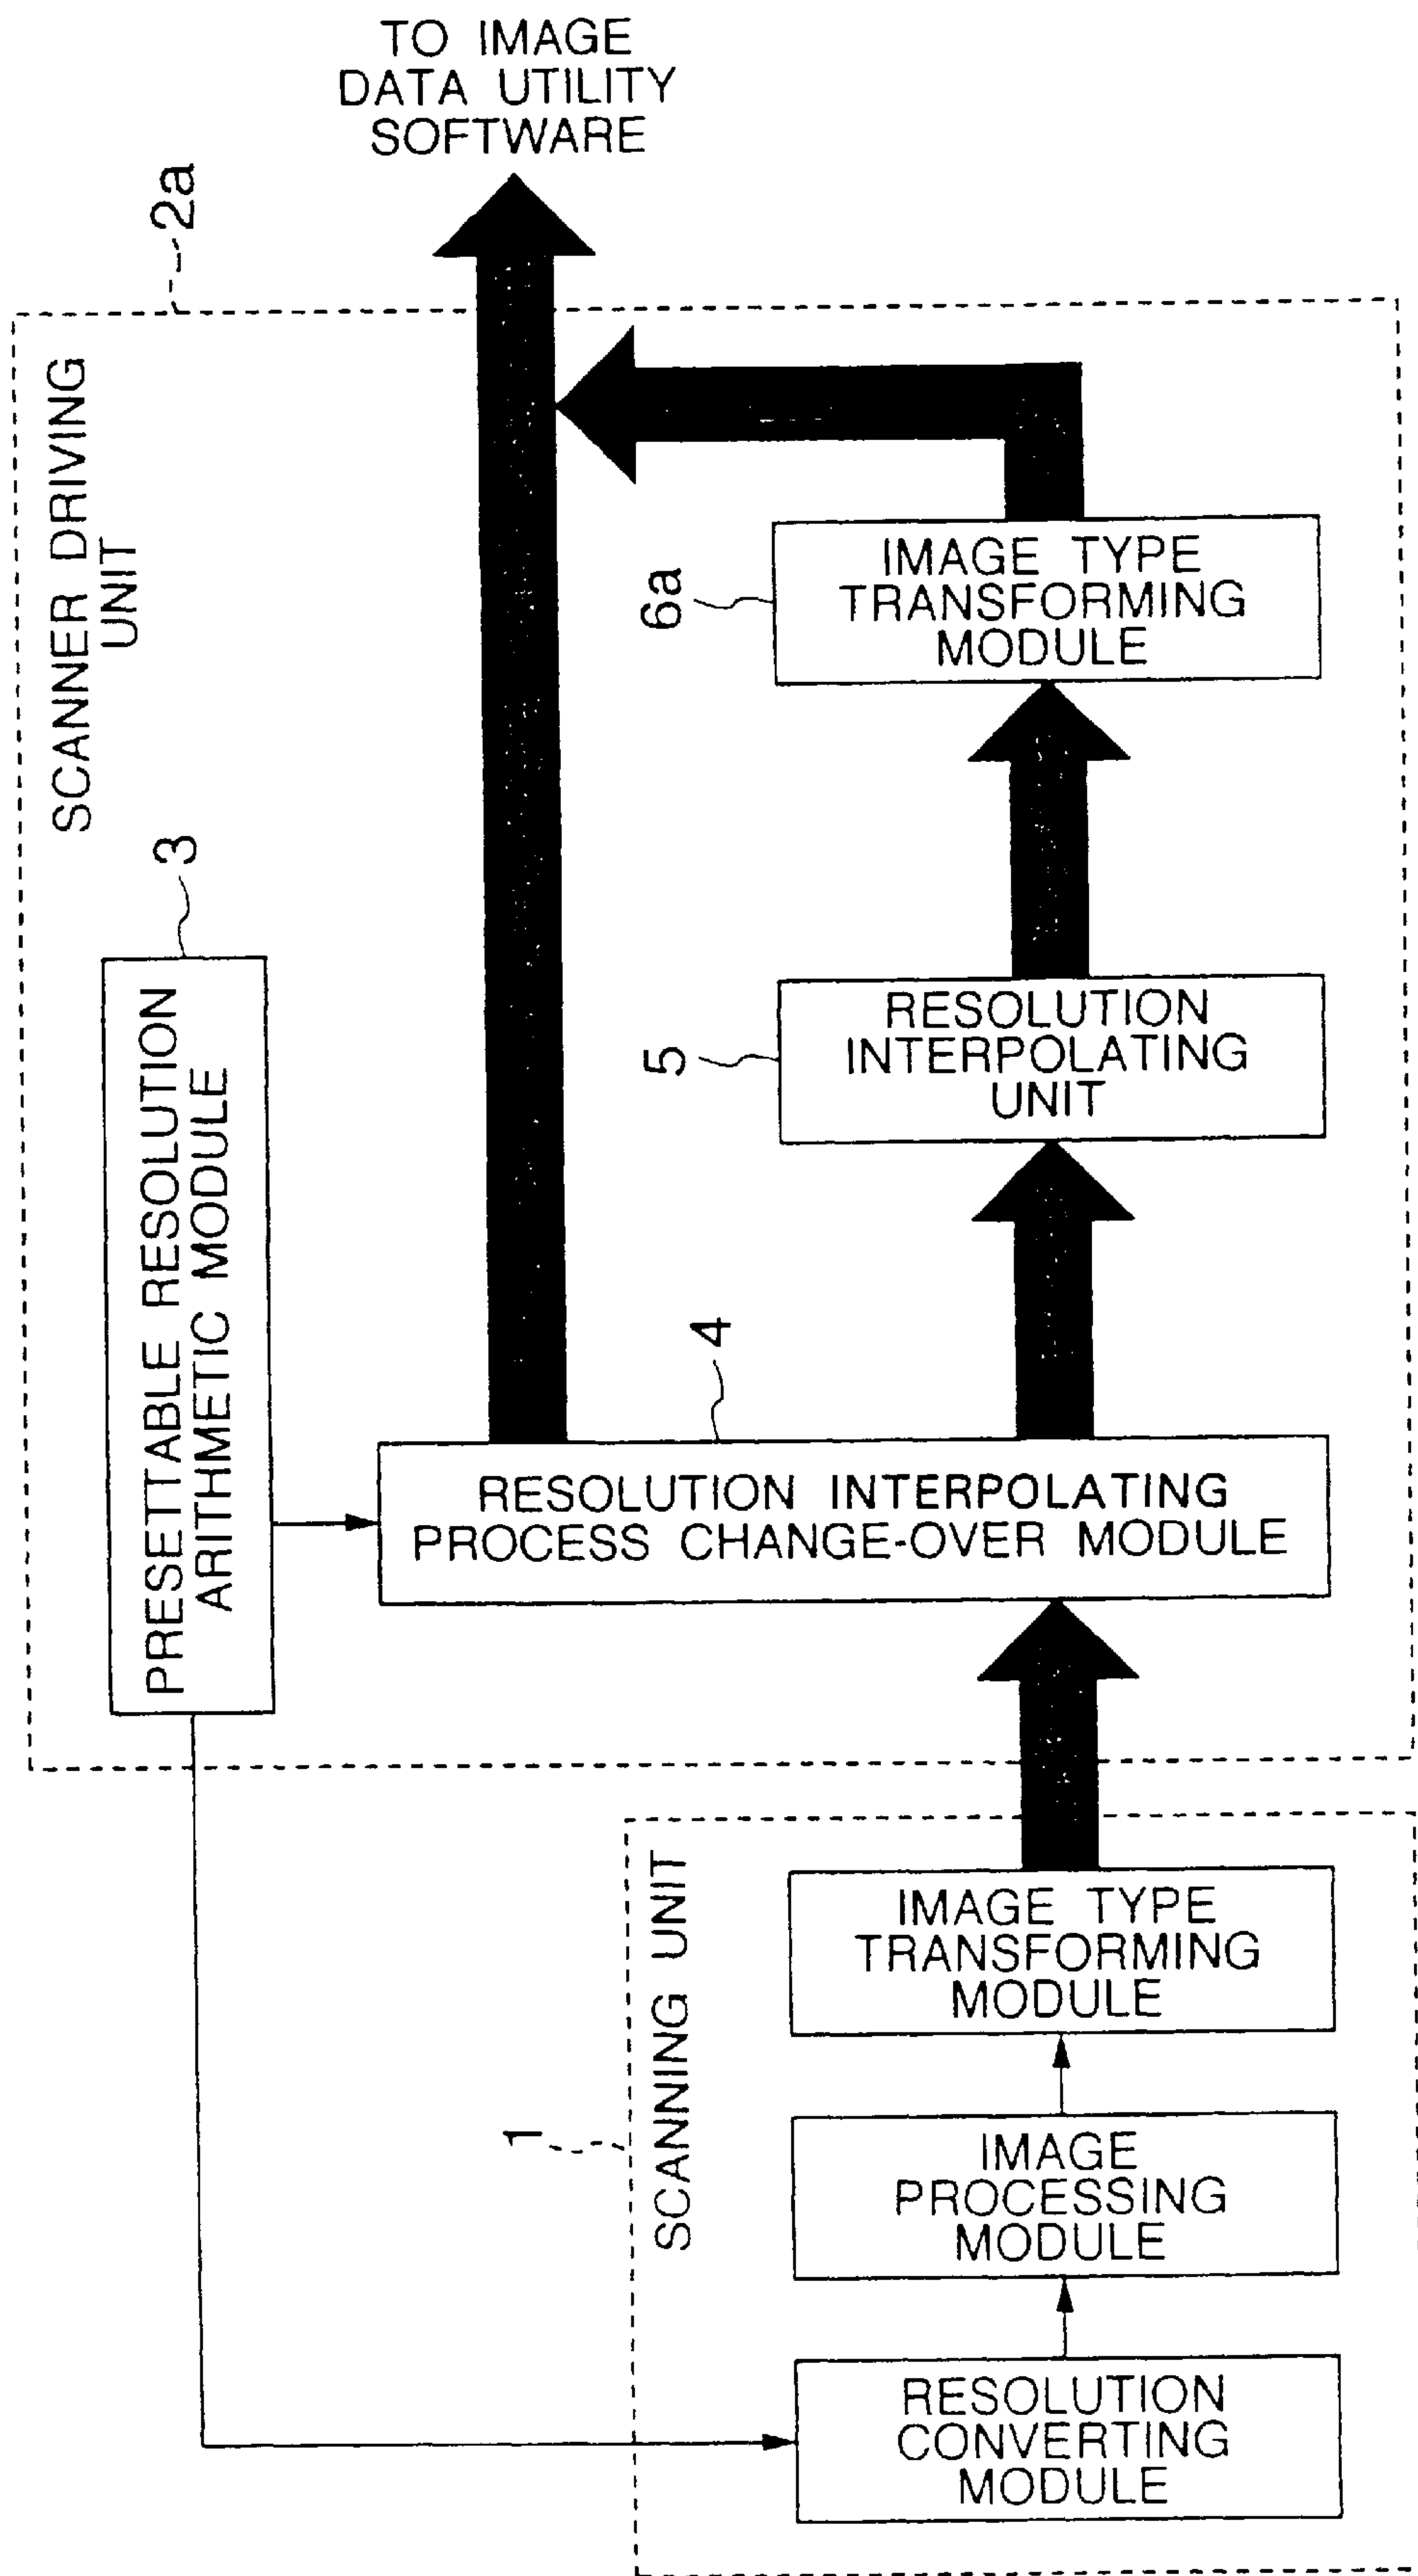 TO IMAGE
DATA UTILITY
SOFTWARE
2a
SCANNER DRIVING
UNIT
3
PRESETTABLE RESOLUTION
ARITHMETIC MODULE
6a
IMAGE TYPE
TRANSFORMING
MODULE
5
RESOLUTION
INTERPOLATING
UNIT
4
RESOLUTION INTERPOLATING
PROCESS CHANGE-OVER MODULE
1
SCANNING UNIT
IMAGE TYPE
TRANSFORMING
MODULE
IMAGE
PROCESSING
MODULE
RESOLUTION
CONVERTING
MODULE